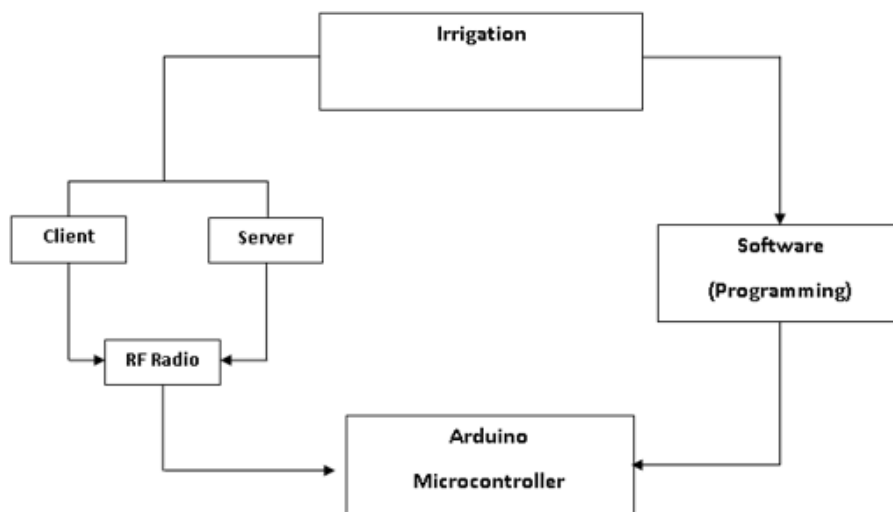 Irrigation
Client
Server
Software
(Programming)
RF Radio
Arduino
Microcontroller